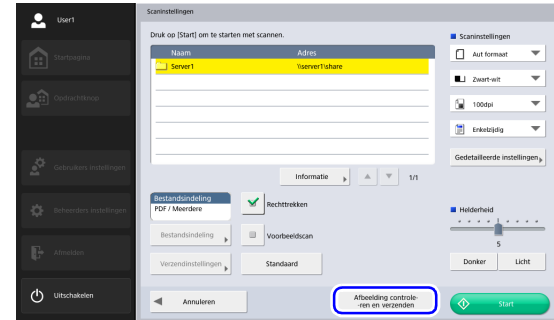 User1
Startpagina
Opdrachtknop
Gebruikers Instellingen
Beheerders Instellingen
Afmelden
Uitschakelen
Scaninstellingen
Druk op [Start] om te starten met scannen.
Naam Adres
Server1 \\server1\share
Informatie 1/1
Bestandsindeling
PDF / Meerdere
Rechttrekken
Bestandsindeling
Voorbeeldscan
Verzendinstellingen
Standaard
Annuleren
Afbeelding controle-
-ren en verzenden
Scaninstellingen
Aut formaat
Zwart-wit
100dpi
Enkelzijdig
Gedetailleerde instellingen
Helderheid
5
Donker Licht
Start